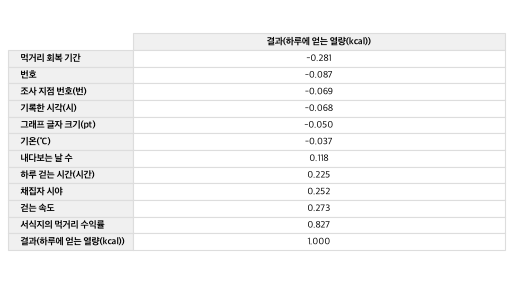 결과(하루에 얻는 열량(kcal))
먹거리 회복 기간 -0.281
번호 -0.087
조사 지점 번호(번) -0.069
기록한 시각(시) -0.068
그래프 글자 크기(pt) -0.050
기온(℃) -0.037
내다보는 날 수 0.118
하루 걷는 시간(시간) 0.225
채집자 시야 0.252
걷는 속도 0.273
서식지의 먹거리 수익률 0.827
결과(하루에 얻는 열량(kcal)) 1.000